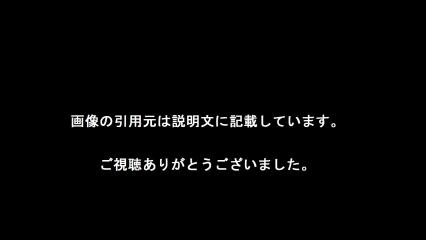 画像の引用元は説明文に記載しています。
ご視聴ありがとうございました。